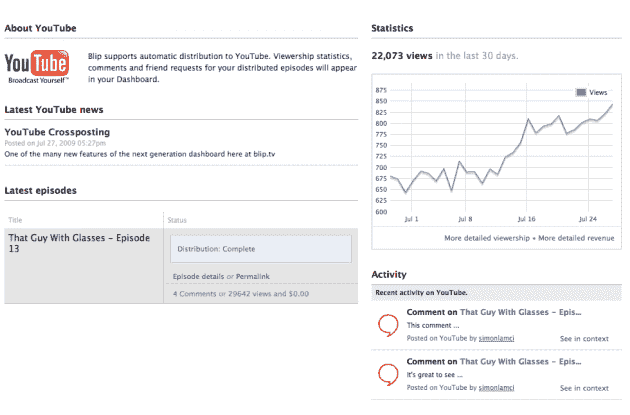 About YouTube
YouTube
Broadcast Yourself™
Blip supports automatic distribution to YouTube. Viewership statistics,
comments and friend requests for your distributed episodes will appear
in your Dashboard.
Latest YouTube news
YouTube Crossposting
Posted on Jul 27, 2009 05:27pm
One of the many new features of the next generation dashboard here at blip.tv
Latest episodes
Title
Status
That Guy With Glasses - Episode
13
Distribution: Complete
Episode details or Permalink
4 Comments or 29642 views and $0.00
Statistics
22,073 views in the last 30 days.
Views
875
850
825
800
775
750
725
700
675
650
625
600
Jul 1
Jul 8
Jul 16
Jul 24
More detailed viewership • More detailed revenue
Activity
Recent activity on YouTube.
Comment on That Guy With Glasses - Epis...
This comment ...
Posted on YouTube by simonlamci
See in context
Comment on That Guy With Glasses - Epis...
It's great to see ...
Posted on YouTube by simonlamci
See in context